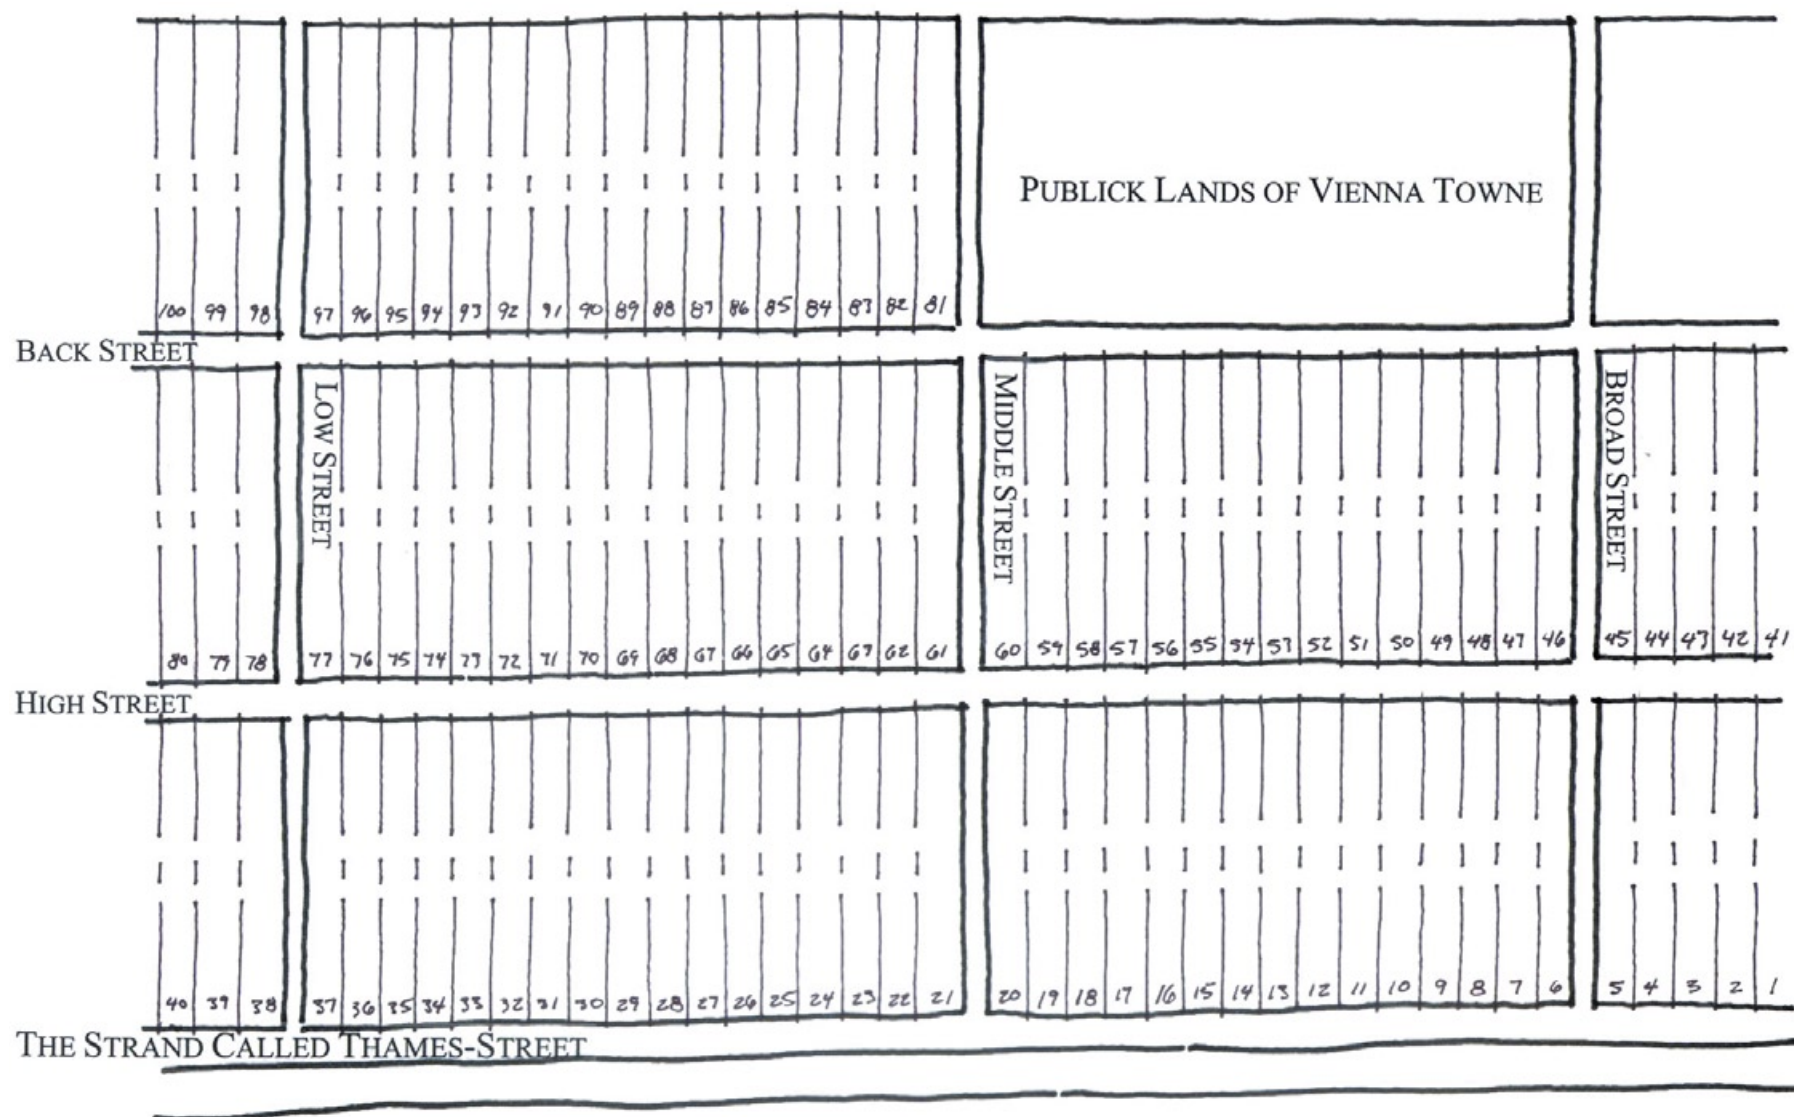 PUBLICK LANDS OF VIENNA TOWNE
100 99 98 97 96 95 94 93 92 91 90 89 88 87 86 85 84 83 82 81
BACK STREET
LOW STREET
MIDDLE STREET
BROAD STREET
80 79 78 77 76 75 74 73 72 71 70 69 68 67 66 65 64 63 62 61 60 59 58 57 56 55 54 53 52 51 50 49 48 47 46 45 44 43 42 41
HIGH STREET
40 39 38 37 36 35 34 33 32 31 30 29 28 27 26 25 24 23 22 21 20 19 18 17 16 15 14 13 12 11 10 9 8 7 6 5 4 3 2 1
THE STRAND CALLED THAMES-STREET